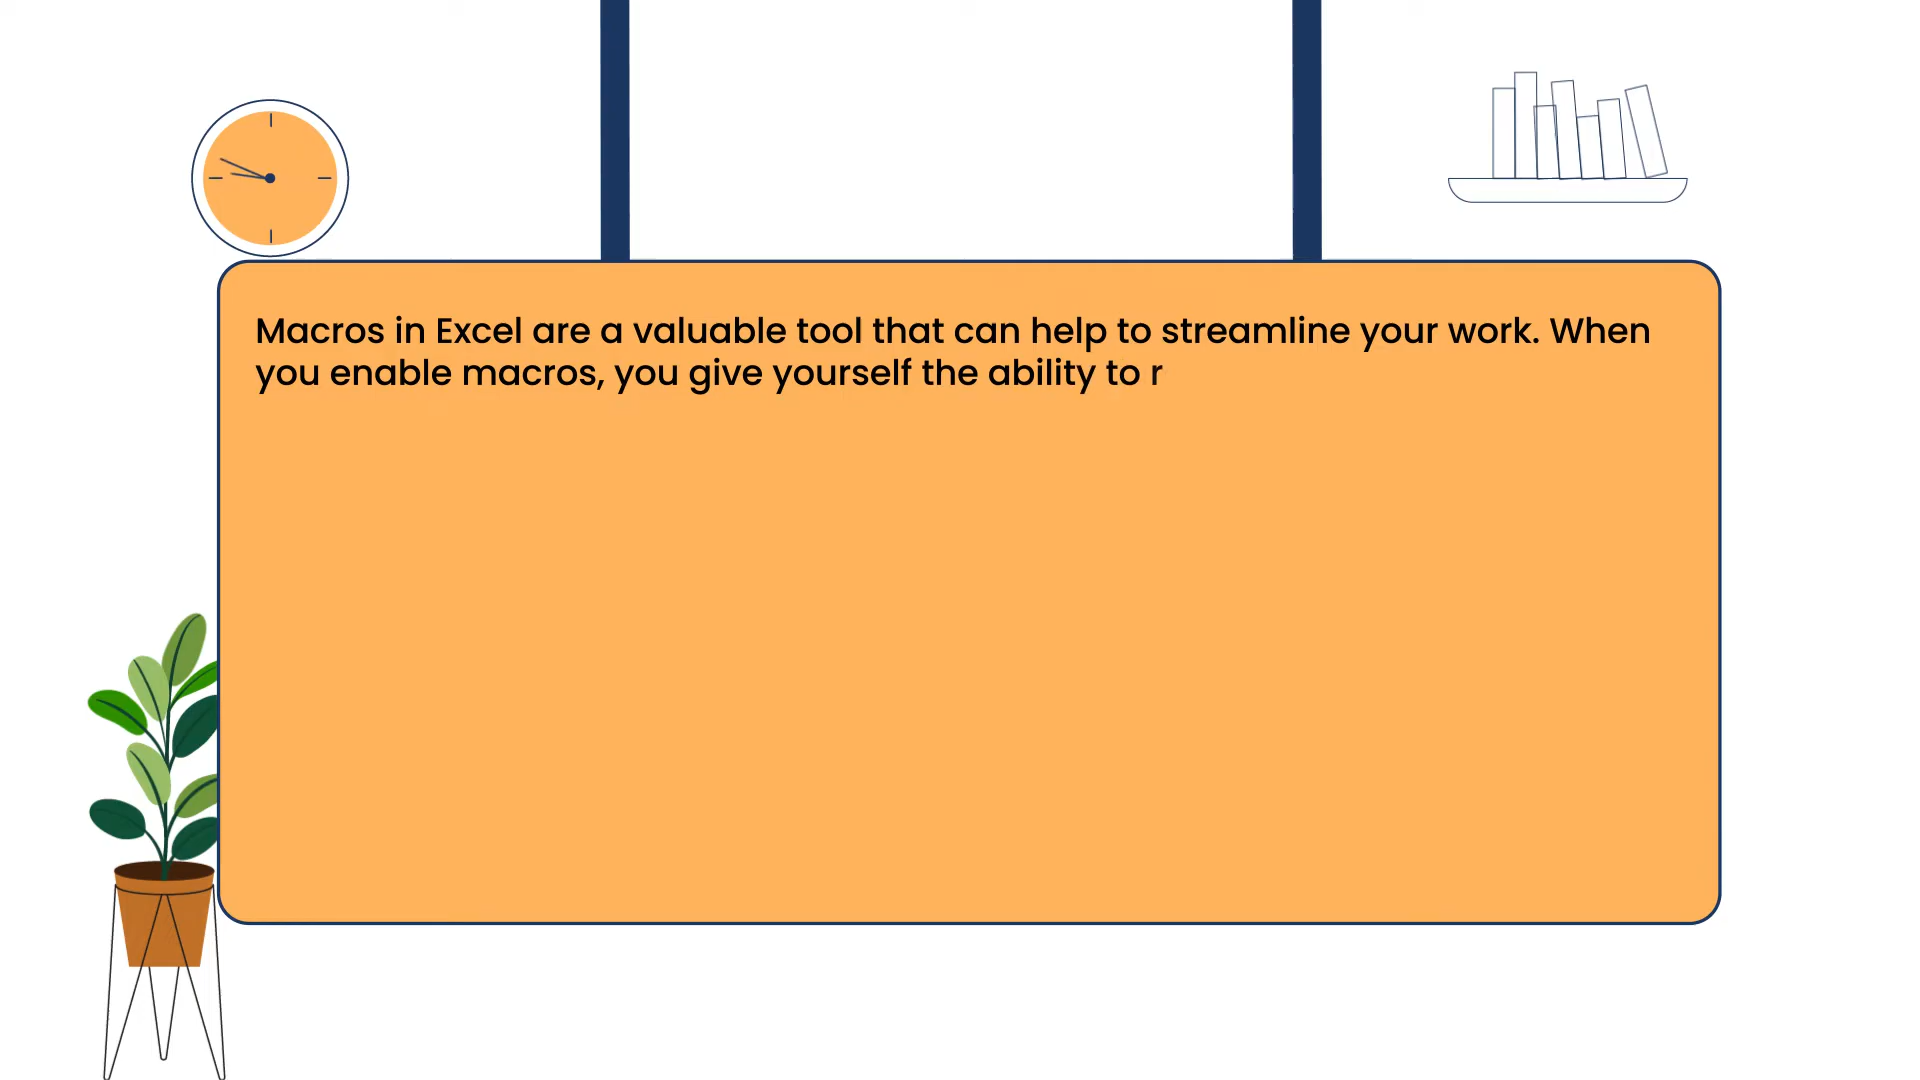 Macros in Excel are a valuable tool that can help to streamline your work. When
you enable macros, you give yourself the ability to r